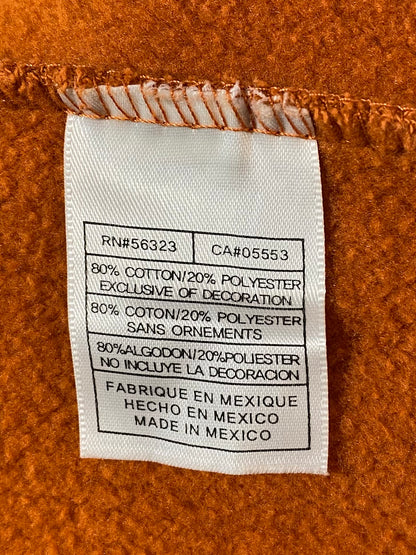 RN#56323 CA#05553
80% COTTON/20% POLYESTER
EXCLUSIVE OF DECORATION
80% COTON/20% POLYESTER
SANS ORNEMENTS
80%ALGODON/20%POLIESTER
NO INCLUYE LA DECORACION
FABRIQUE EN MEXIQUE
HECHO EN MEXICO
MADE IN MEXICO